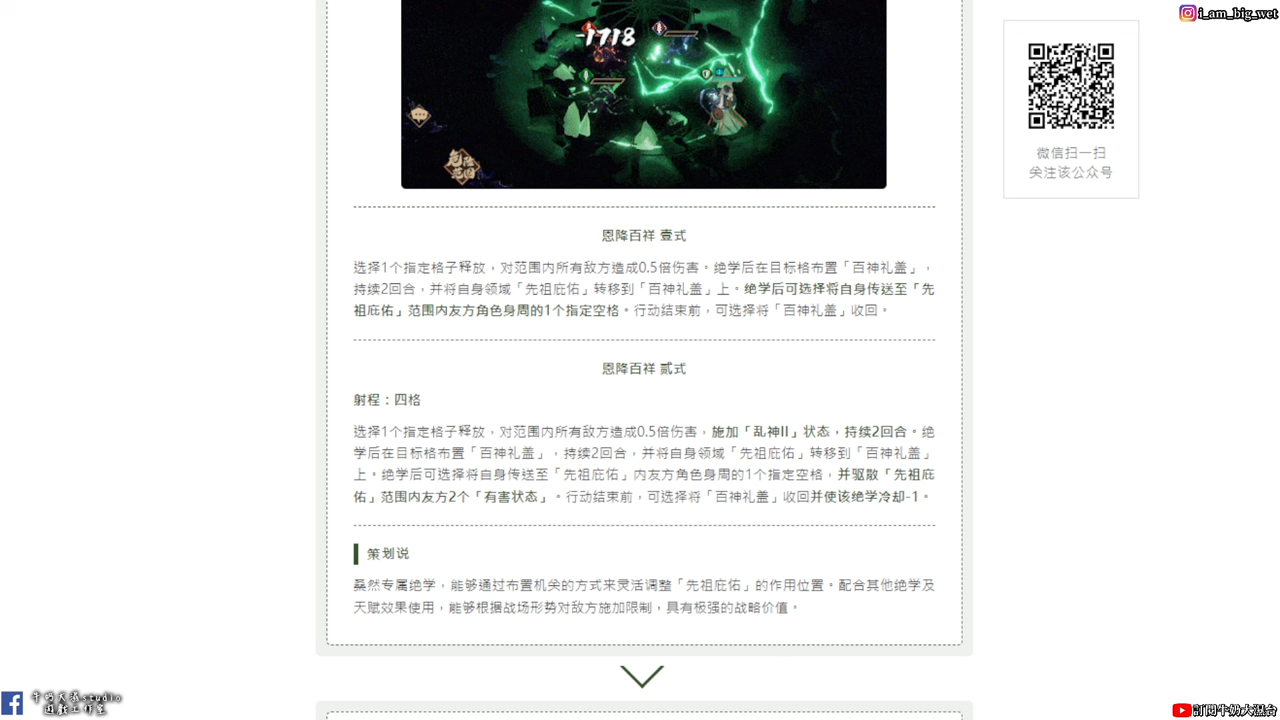 i_am_big_wet
-1718
微信扫一扫
关注该公众号
恩降百祥 壹式
选择1个指定格子释放，对范围内所有敌方造成0.5倍伤害。绝学后在目标格布置「百神礼盖」，
持续2回合，并将自身领域「先祖庇佑」转移到「百神礼盖」上。绝学后可选择将自身传送至「先
祖庇佑」范围内友方角色身周的1个指定空格。行动结束前，可选择将「百神礼盖」收回。
恩降百祥 贰式
射程：四格
选择1个指定格子释放，对范围内所有敌方造成0.5倍伤害，施加「乱神II」状态，持续2回合。绝
学后在目标格布置「百神礼盖」，持续2回合，并将自身领域「先祖庇佑」转移到「百神礼盖」
上。绝学后可选择将自身传送至「先祖庇佑」内友方角色身周的1个指定空格，并驱散「先祖庇
佑」范围内友方2个「有害状态」。行动结束前，可选择将「百神礼盖」收回并使该绝学冷却-1。
策划说
燊然专属绝学，能够通过布置机关的方式来灵活调整「先祖庇佑」的作用位置。配合其他绝学及
天赋效果使用，能够根据战场形势对敌方施加限制，具有极强的战略价值。
牛奶大濕studio
遊戲工作室
訂閱牛奶大濕台